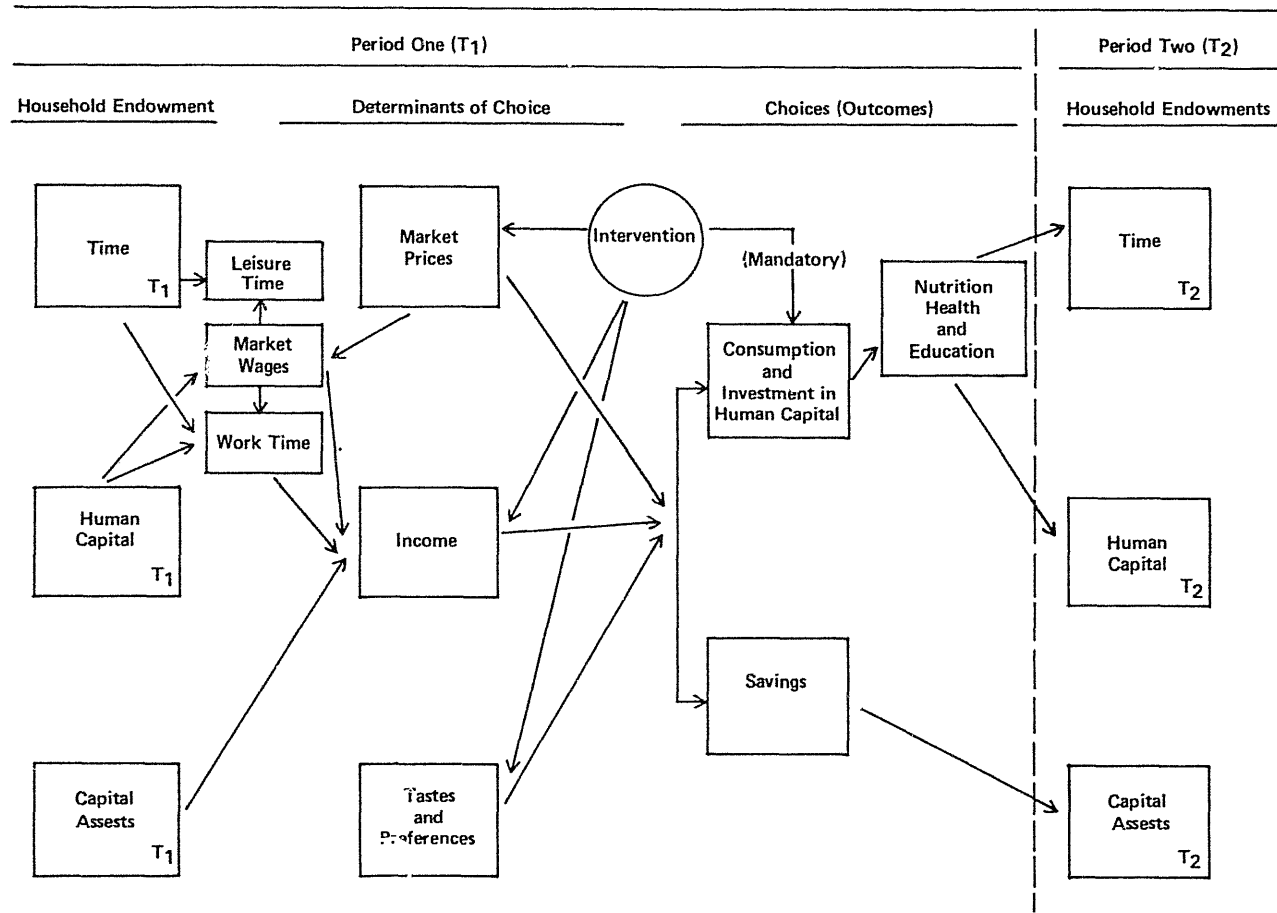 Period One (T1)
Period Two (T2)
Household Endowment
Determinants of Choice
Choices (Outcomes)
Household Endowments
Time
T1
Leisure
Time
Market
Wages
Work Time
Human
Capital
T1
Capital
Assests
T1
Market
Prices
Income
Tastes
and
Preferences
Intervention
(Mandatory)
Consumption
and
Investment in
Human Capital
Savings
Nutrition
Health
and
Education
Time
T2
Human
Capital
T2
Capital
Assests
T2